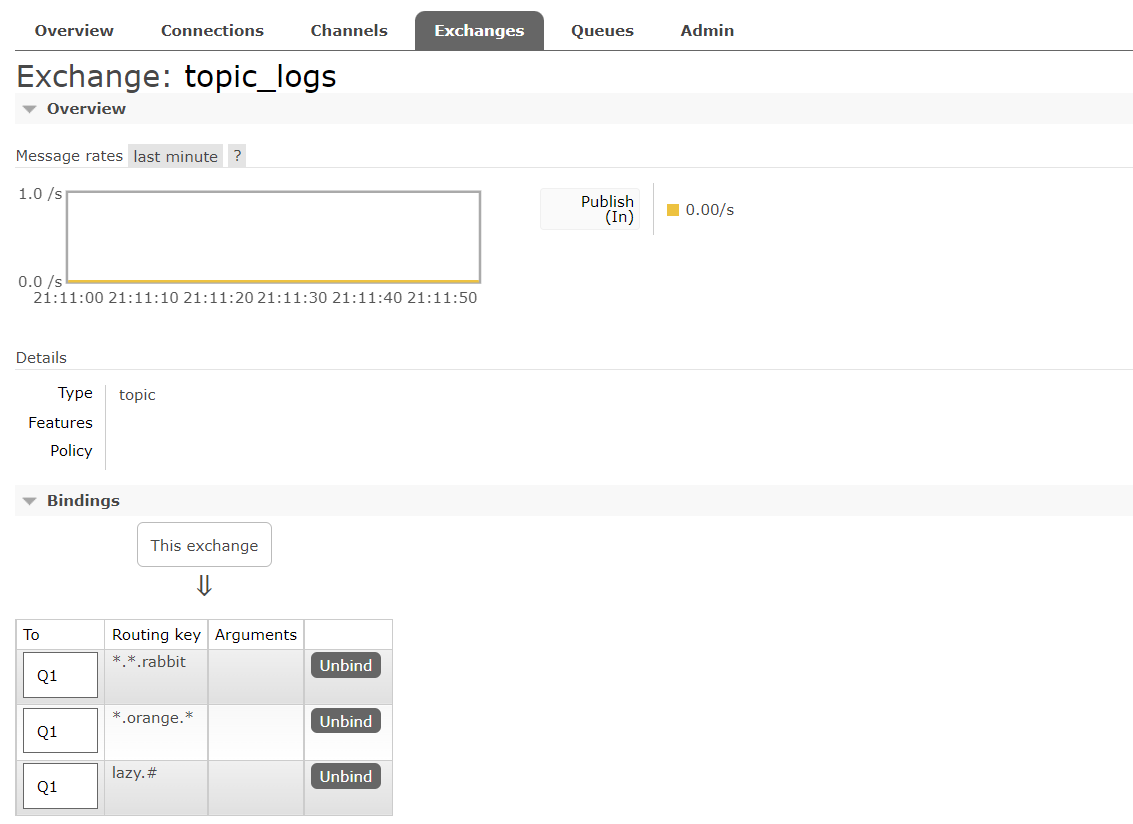 Overview Connections Channels Exchanges Queues Admin
Exchange: topic_logs
Overview
Message rates last minute ?
1.0 /s
0.0 /s
21:11:00 21:11:10 21:11:20 21:11:30 21:11:40 21:11:50
Publish
(In)
0.00/s
Details
Type topic
Features
Policy
Bindings
This exchange
⇓
To Routing key Arguments
Q1 *.*.rabbit Unbind
Q1 *.orange.* Unbind
Q1 lazy.# Unbind